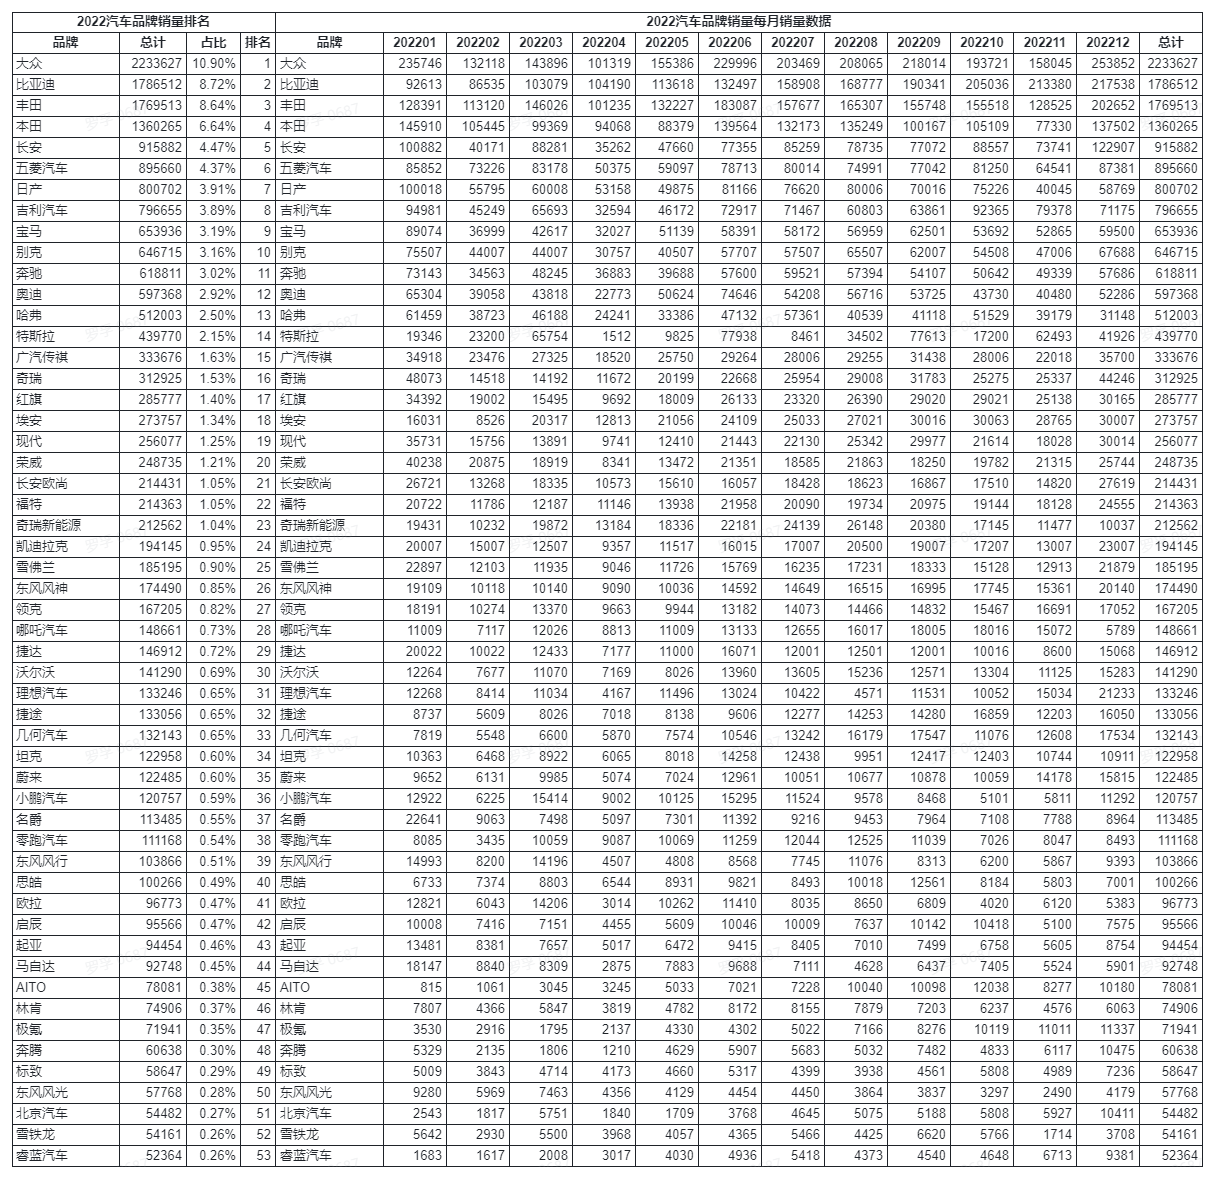 2022汽车品牌销量排名 2022汽车品牌销量每月销量数据
品牌 总计 占比 排名 品牌 202201 202202 202203 202204 202205 202206 202207 202208 202209 202210 202211 202212 总计
大众 2233627 10.90% 1 大众 235746 132118 143896 101319 155386 229996 203469 208065 218014 193721 158045 253852 2233627
比亚迪 1786512 8.72% 2 比亚迪 92613 86535 103079 104190 113618 132497 158908 168777 190341 205036 213380 217538 1786512
丰田 1769513 8.64% 3 丰田 128391 113120 146026 101235 132227 183087 157677 165307 155748 155518 128525 202652 1769513
本田 1360265 6.64% 4 本田 145910 105445 99369 94068 88379 139564 132173 135249 100167 105109 77330 137502 1360265
长安 915882 4.47% 5 长安 100882 40171 88281 35262 47660 77355 85259 78735 77072 88557 73741 122907 915882
五菱汽车 895660 4.37% 6 五菱汽车 85852 73226 83178 50375 59097 78713 80014 74991 77042 81250 64541 87381 895660
日产 800702 3.91% 7 日产 100018 55795 60008 53158 49875 81166 76620 80006 70016 75226 40045 58769 800702
吉利汽车 796655 3.89% 8 吉利汽车 94981 45249 65693 32594 46172 72917 71467 60803 63861 92365 79378 71175 796655
宝马 653936 3.19% 9 宝马 89074 36999 42617 32027 51139 58391 58172 56959 62501 53692 52865 59500 653936
别克 646715 3.16% 10 别克 75507 44007 44007 30757 40507 57707 57507 65507 62007 54508 47006 67688 646715
奔驰 618811 3.02% 11 奔驰 73143 34563 48245 36883 39688 57600 59521 57394 54107 50642 49339 57686 618811
奥迪 597368 2.92% 12 奥迪 65304 39058 43818 22773 50624 74646 54208 56716 53725 43730 40480 52286 597368
哈弗 512003 2.50% 13 哈弗 61459 38723 46188 24241 33386 47132 57361 40539 41118 51529 39179 31148 512003
特斯拉 439770 2.15% 14 特斯拉 19346 23200 65754 1512 9825 77938 8461 34502 77613 17200 62493 41926 439770
广汽传祺 333676 1.63% 15 广汽传祺 34918 23476 27325 18520 25750 29264 28006 29255 31438 28006 22018 35700 333676
奇瑞 312925 1.53% 16 奇瑞 48073 14518 14192 11672 20199 22668 25954 29008 31783 25275 25337 44246 312925
红旗 285777 1.40% 17 红旗 34392 19002 15495 9692 18009 26133 23320 26390 29020 29021 25138 30165 285777
埃安 273757 1.34% 18 埃安 16031 8526 20317 12813 21056 24109 25033 27021 30016 30063 28765 30007 273757
现代 256077 1.25% 19 现代 35731 15756 13891 9741 12410 21443 22130 25342 29977 21614 18028 30014 256077
荣威 248735 1.21% 20 荣威 40238 20875 18919 8341 13472 21351 18585 21863 18250 19782 21315 25744 248735
长安欧尚 214431 1.05% 21 长安欧尚 26721 13268 18335 10573 15610 16057 18428 18623 16867 17510 14820 27619 214431
福特 214363 1.05% 22 福特 20722 11786 12187 11146 13938 21958 20090 19734 20975 19144 18128 24555 214363
奇瑞新能源 212562 1.04% 23 奇瑞新能源 19431 10232 19872 13184 18336 22181 24139 26148 20380 17145 11477 10037 212562
凯迪拉克 194145 0.95% 24 凯迪拉克 20007 15007 12507 9357 11517 16015 17007 20500 19007 17207 13007 23007 194145
雪佛兰 185195 0.90% 25 雪佛兰 22897 12103 11935 9046 11726 15769 16235 17231 18333 15128 12913 21879 185195
东风风神 174490 0.85% 26 东风风神 19109 10118 10140 9090 10036 14592 14649 16515 16995 17745 15361 20140 174490
领克 167205 0.82% 27 领克 18191 10274 13370 9663 9944 13182 14073 14466 14832 15467 16691 17052 167205
哪吒汽车 148661 0.73% 28 哪吒汽车 11009 7117 12026 8813 11009 13133 12655 16017 18005 18016 15072 5789 148661
捷达 146912 0.72% 29 捷达 20022 10022 12433 7177 11000 16071 12001 12501 12001 10016 8600 15068 146912
沃尔沃 141290 0.69% 30 沃尔沃 12264 7677 11070 7169 8026 13960 13605 15236 12571 13304 11125 15283 141290
理想汽车 133246 0.65% 31 理想汽车 12268 8414 11034 4167 11496 13024 10422 4571 11531 10052 15034 21233 133246
捷途 133056 0.65% 32 捷途 8737 5609 8026 7018 8138 9606 12277 14253 14280 16859 12203 16050 133056
几何汽车 132143 0.65% 33 几何汽车 7819 5548 6600 5870 7574 10546 13242 16179 17547 11076 12608 17534 132143
坦克 122958 0.60% 34 坦克 10363 6468 8922 6065 8018 14258 12438 9951 12417 12403 10744 10911 122958
蔚来 122485 0.60% 35 蔚来 9652 6131 9985 5074 7024 12961 10051 10677 10878 10059 14178 15815 122485
小鹏汽车 120757 0.59% 36 小鹏汽车 12922 6225 15414 9002 10125 15295 11524 9578 8468 5101 5811 11292 120757
名爵 113485 0.55% 37 名爵 22641 9063 7498 5097 7301 11392 9216 9453 7964 7108 7788 8964 113485
零跑汽车 111168 0.54% 38 零跑汽车 8085 3435 10059 9087 10069 11259 12044 12525 11039 7026 8047 8493 111168
东风风行 103866 0.51% 39 东风风行 14993 8200 14196 4507 4808 8568 7745 11076 8313 6200 5867 9393 103866
思皓 100266 0.49% 40 思皓 6733 7374 8803 6544 8931 9821 8493 10018 12561 8184 5803 7001 100266
欧拉 96773 0.47% 41 欧拉 12821 6043 14206 3014 10262 11410 8035 8650 6809 4020 6120 5383 96773
启辰 95566 0.47% 42 启辰 10008 7416 7151 4455 5609 10046 10009 7637 10142 10418 5100 7575 95566
起亚 94454 0.46% 43 起亚 13481 8381 7657 5017 6472 9415 8405 7010 7499 6758 5605 8754 94454
马自达 92748 0.45% 44 马自达 18147 8840 8309 2875 7883 9688 7111 4628 6437 7405 5524 5901 92748
AITO 78081 0.38% 45 AITO 815 1061 3045 3245 5033 7021 7228 10040 10098 12038 8277 10180 78081
林肯 74906 0.37% 46 林肯 7807 4366 5847 3819 4782 8172 8155 7879 7203 6237 4576 6063 74906
极氪 71941 0.35% 47 极氪 3530 2916 1795 2137 4330 4302 5022 7166 8276 10119 11011 11337 71941
奔腾 60638 0.30% 48 奔腾 5329 2135 1806 1210 4629 5907 5683 5032 7482 4833 6117 10475 60638
标致 58647 0.29% 49 标致 5009 3843 4714 4173 4660 5317 4399 3938 4561 5808 4989 7236 58647
东风风光 57768 0.28% 50 东风风光 9280 5969 7463 4356 4129 4454 4450 3864 3837 3297 2490 4179 57768
北京汽车 54482 0.27% 51 北京汽车 2543 1817 5751 1840 1709 3768 4645 5075 5188 5808 5927 10411 54482
雪铁龙 54161 0.26% 52 雪铁龙 5642 2930 5500 3968 4057 4365 5466 4425 6620 5766 1714 3708 54161
睿蓝汽车 52364 0.26% 53 睿蓝汽车 1683 1617 2008 3017 4030 4936 5418 4373 4540 4648 6713 9381 52364